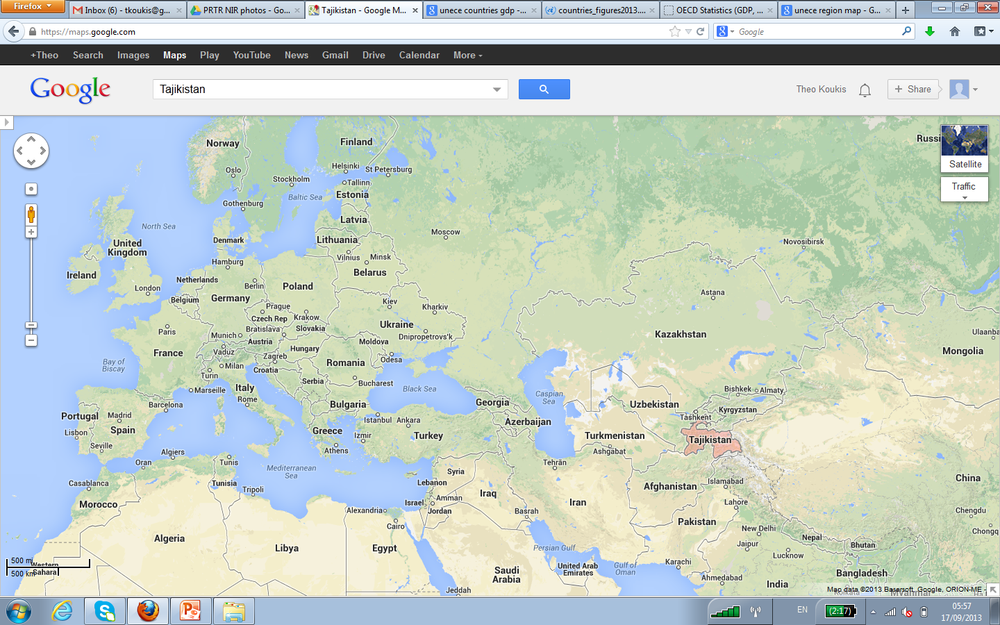 Firefox
Inbox (6) - tkoukis@g...
PRTR NIR photos - Go...
Tajikistan - Google M...
unece countries gdp -...
countries_figures2013....
OECD Statistics (GDP, ...
unece region map - G...
https://maps.google.com
Google
+Theo Search Images Maps Play YouTube News Gmail Drive Calendar More
Google
Tajikistan
Theo Koukis
+ Share
Satellite
Traffic
Russi
Norway
Finland
Oslo
Helsinki
St Petersburg
Stockholm
Tallinn
Estonia
Baltic Sea
Gothenburg
North Sea
Latvia
Moscow
Denmark
Lithuania
Novosibirsk
United
Kingdom
Vilnius
Minsk
Hamburg
Ireland
Belarus
Netherlands
London
Berlin
Poland
Astana
Belgium
Germany
Kiev
Kharkiv
Prague
Krakow
Czech Rep
Paris
Bratislava
Slovakia
Ukraine
Kazakhstan
Ulaanba
Munich
Austria
Dnipropetrovs'k
Moldova
Vaduz
Hungary
France
Zagreb
Odesa
Mongolia
Bay of
Biscay
Milan
Croatia
Romania
Turin
Serbia
Bucharest
Marseille
Italy
Black Sea
Caspian
Sea
Bishkek
Almaty
Rome
Barcelona
Bulgaria
Georgia
Uzbekistan
Kyrgyzstan
Portugal
Madrid
Istanbul
Ankara
Azerbaijan
Tashkent
Lisbon
Spain
Greece
Izmir
Turkey
Turkmenistan
Tajikistan
Seville
Athens
Algiers
Ashgabat
Oran
Tunis
Mediterranean
Sea
Tehrān
Syria
Casablanca
Tunisia
Lebanon
Islamabad
China
Tripoli
Afghanistan
Iraq
Morocco
Israel
Amman
Iran
Lahore
Alexandria
Jordan
Basrah
Chengdu
Cairo
Pakistan
New Delhi
Chongq
Algeria
Nepal
Libya
Egypt
Persian Gulf
Jaipur
Bhutan
Lucknow
500 mi
Western
Sahara
500 km
Karachi
United Arab
Emirates
Gulf of
Oman
Saudi
Arabia
Ahmedabad
India
Bangladesh
Jeddah
Kolkata
Myanmar
Map data ©2013 Basarsoft, Google, ORION-ME -
EN
(2:17)
05:57
17/09/2013